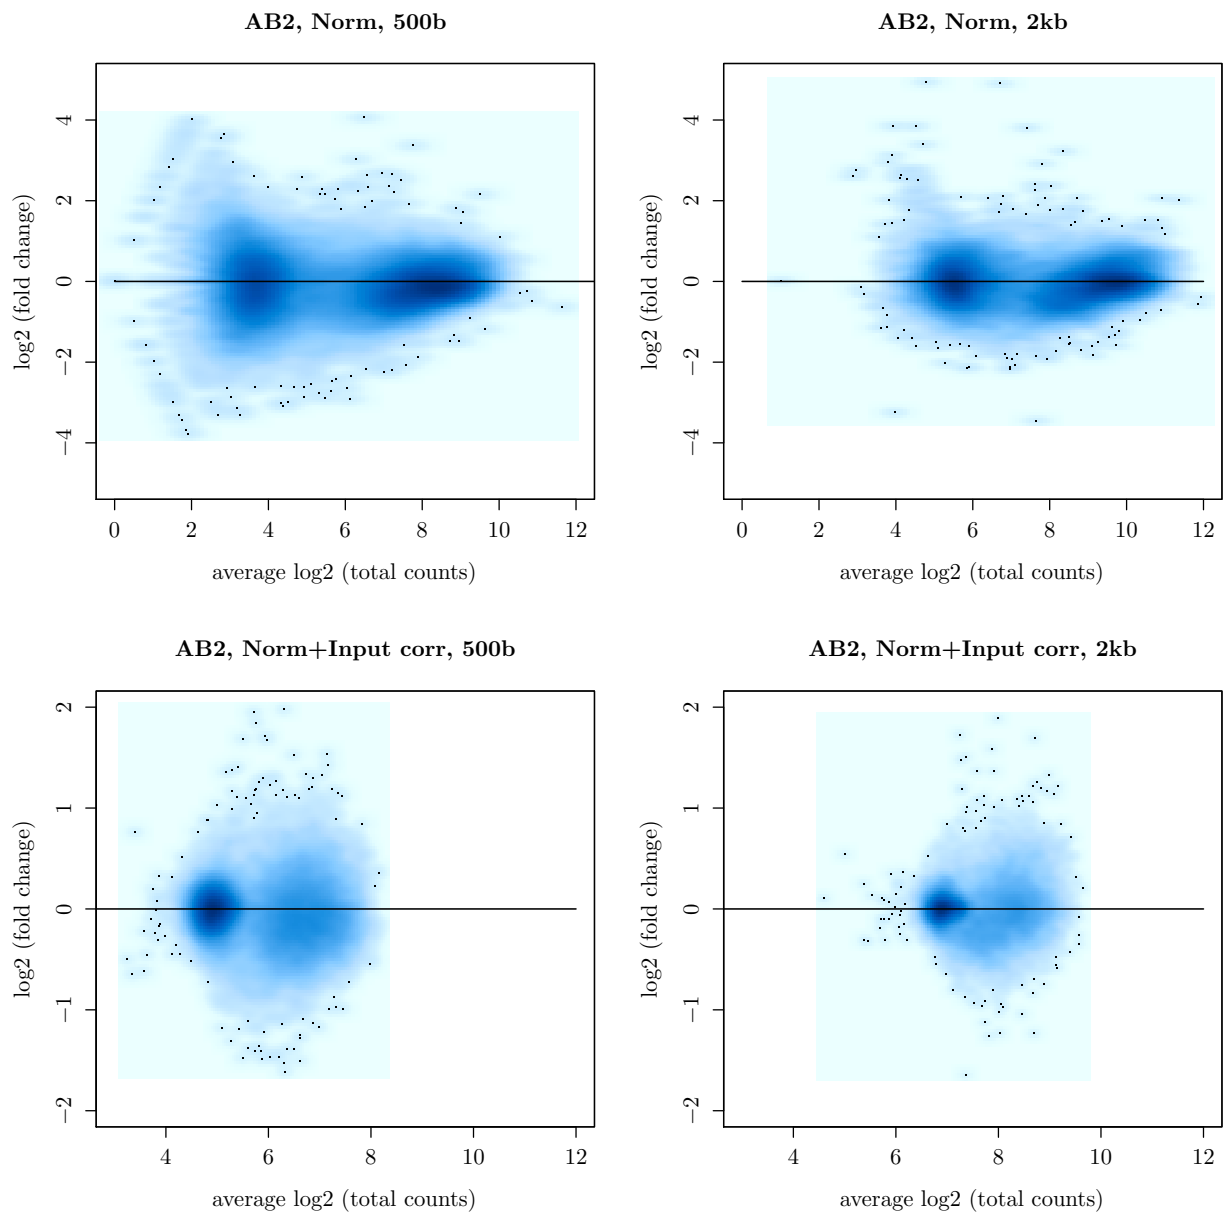 AB2, Norm, 500b
log2 (fold change)
4
2
0
−2
−4
0 2 4 6 8 10 12
average log2 (total counts)
AB2, Norm, 2kb
log2 (fold change)
4
2
0
−2
−4
0 2 4 6 8 10 12
average log2 (total counts)
AB2, Norm+Input corr, 500b
log2 (fold change)
2
1
0
−1
−2
4 6 8 12
average log2 (total counts)
AB2, Norm+Input corr, 2kb
log2 (fold change)
2
1
0
−1
−2
4 6 8 10 12
average log2 (total counts)